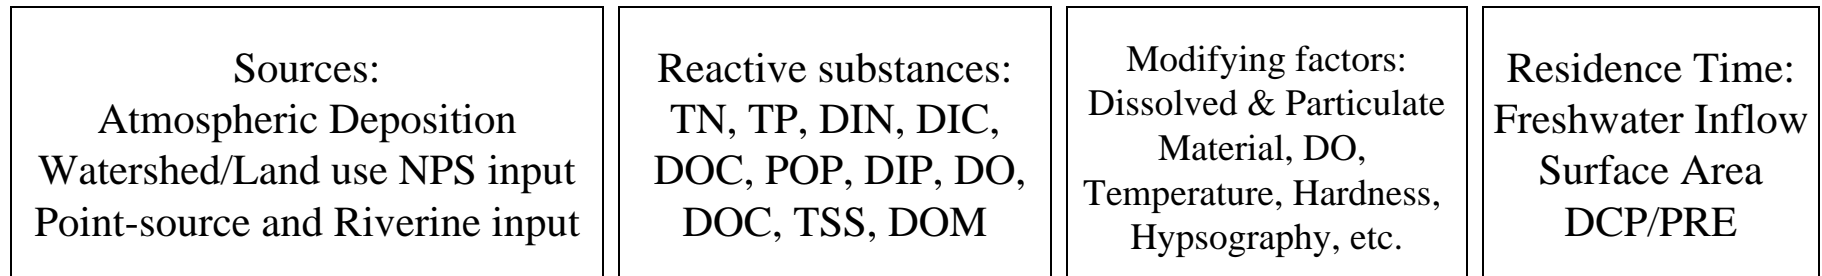 Sources:
Atmospheric Deposition
Watershed/Land use NPS input
Point-source and Riverine input
Reactive substances:
TN, TP, DIN, DIC,
DOC, POP, DIP, DO,
DOC, TSS, DOM
Modifying factors:
Dissolved & Particulate
Material, DO,
Temperature, Hardness,
Hypsography, etc.
Residence Time:
Freshwater Inflow
Surface Area
DCP/PRE